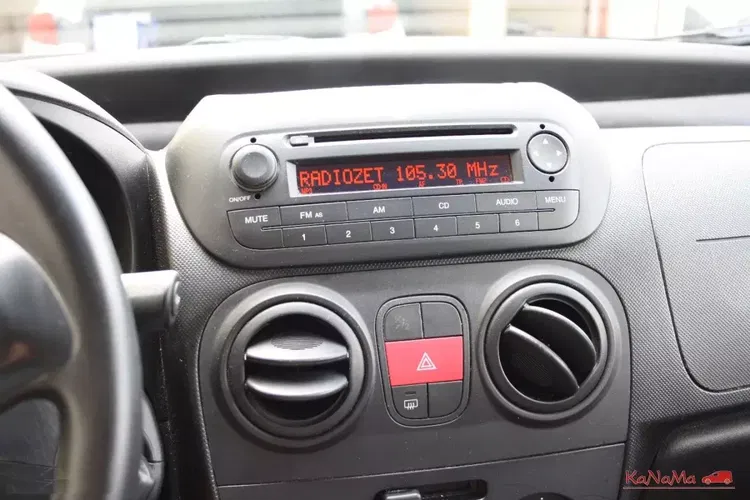 RADIOZET 105.30 MHz
ON/OFF
MUTE
FM AS
AM
CD
AUDIO
MENU
1 2 3 4 5 6
KaNaMa